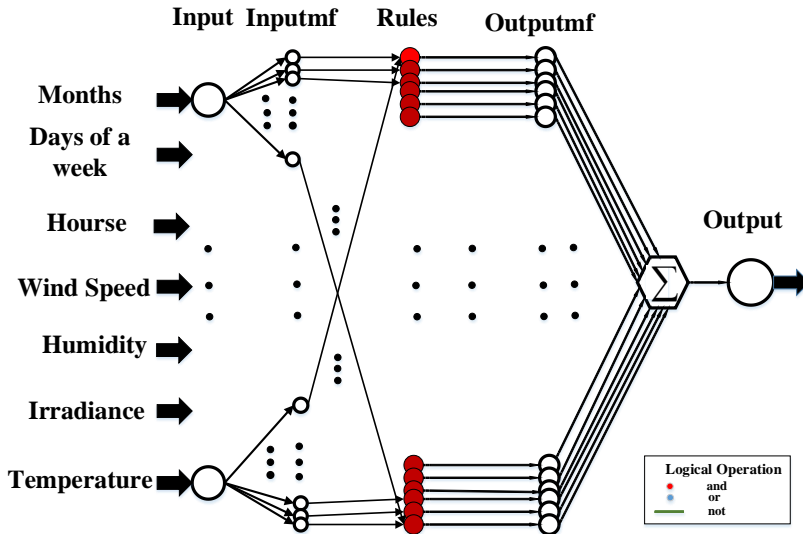 Input Inputmf Rules Outputmf
Months
Days of a
week
Hourse
Wind Speed
Humidity
Irradiance
Temperature
Output
Σ
Logical Operation
and
or
not